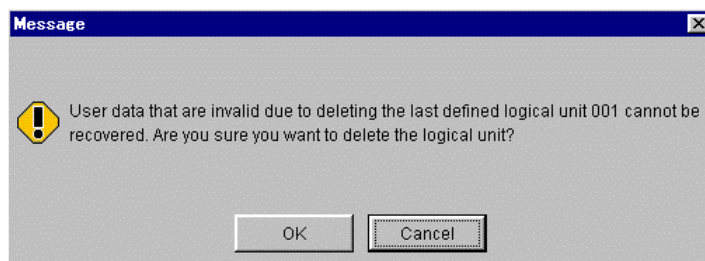 Message
User data that are invalid due to deleting the last defined logical unit 001 cannot be
recovered. Are you sure you want to delete the logical unit?
OK Cancel